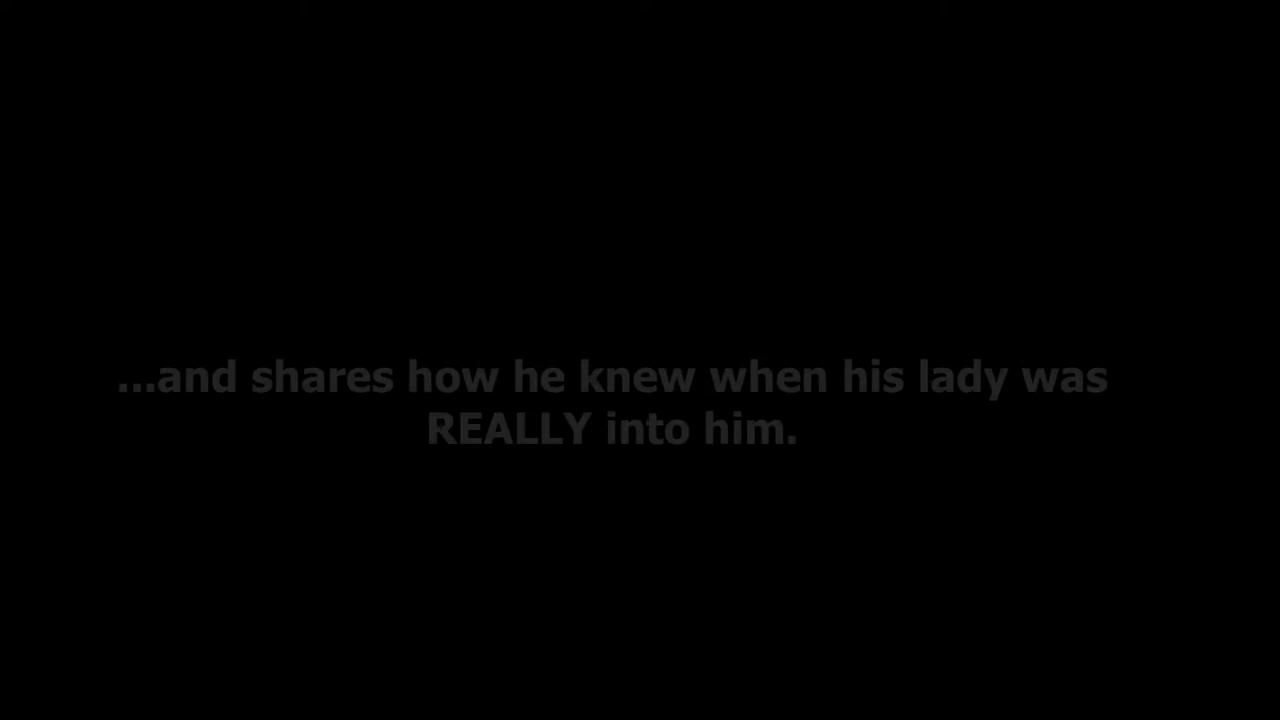 ...and shares how he knew when his lady was
REALLY into him.